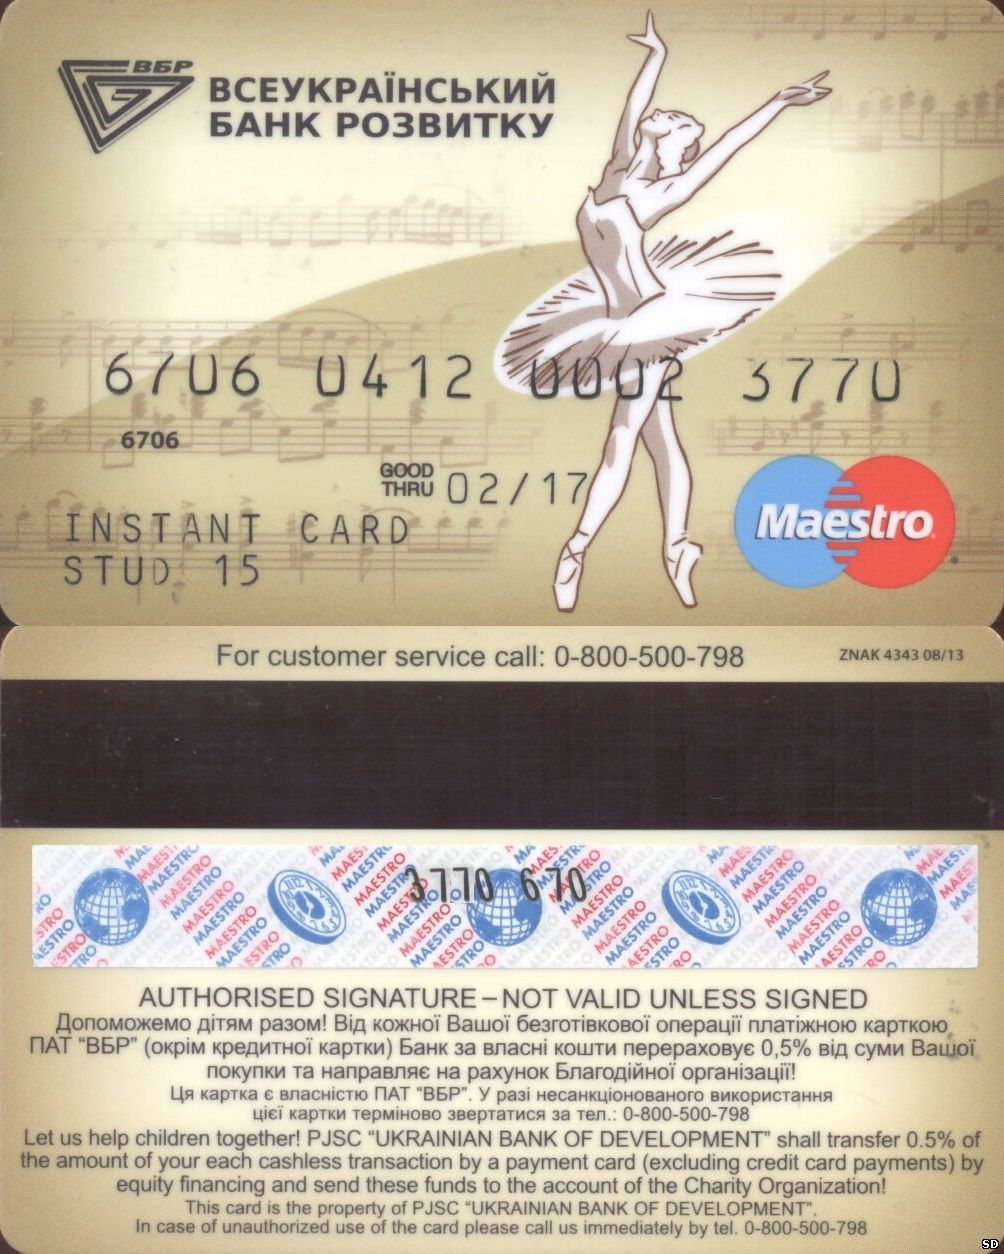 ВБР
ВСЕУКРАЇНСЬКИЙ
БАНК РОЗВИТКУ
6706 0412 0002 3770
6706
GOOD
THRU 02/17
INSTANT CARD
STUD 15
Maestro
For customer service call: 0-800-500-798
ZNAK 4343 08/13
MAESTRO MAESTRO MAESTRO
3770 670
AUTHORISED SIGNATURE – NOT VALID UNLESS SIGNED
Допоможемо дітям разом! Від кожної Вашої безготівкової операції платіжною карткою
ПАТ “ВБР” (окрім кредитної картки) Банк за власні кошти перераховує 0,5% від суми Вашої
покупки та направляє на рахунок Благодійної організації!
Ця картка є власністю ПАТ “ВБР”. У разі несанкціонованого використання
цієї картки терміново звертатися за тел.: 0-800-500-798
Let us help children together! PJSC “UKRAINIAN BANK OF DEVELOPMENT” shall transfer 0.5% of
the amount of your each cashless transaction by a payment card (excluding credit card payments) by
equity financing and send these funds to the account of the Charity Organization!
This card is the property of PJSC “UKRAINIAN BANK OF DEVELOPMENT”.
In case of unauthorized use of the card please call us immediately by tel. 0-800-500-798
SD